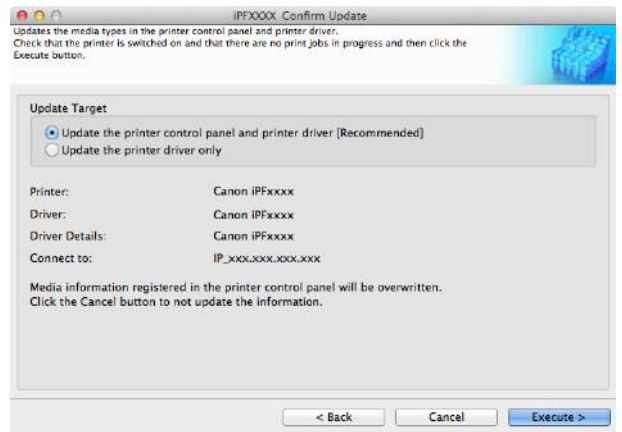 iPFXXXX Confirm Update
Updates the media types in the printer control panel and printer driver.
Check that the printer is switched on and that there are no print jobs in progress and then click the
Execute button.
Update Target
Update the printer control panel and printer driver [Recommended]
Update the printer driver only
Printer: Canon iPFxxxx
Driver: Canon iPFxxxx
Driver Details: Canon iPFxxxx
Connect to: IP_xxx.xxx.xxx.xxx
Media information registered in the printer control panel will be overwritten.
Click the Cancel button to not update the information.
< Back Cancel Execute >